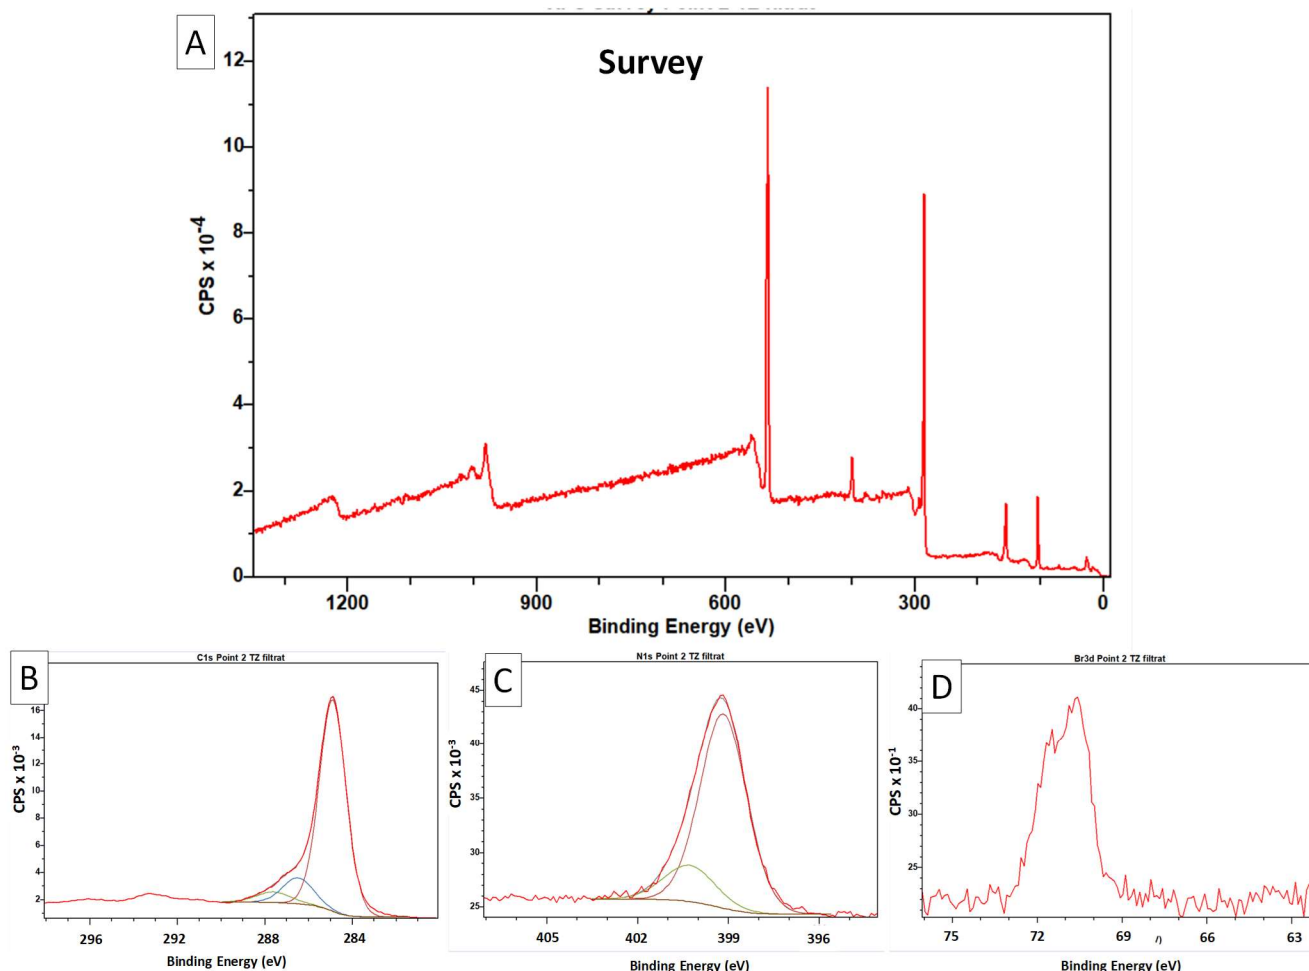 A
Survey
12
10
8
6
4
2
0
CPS x 10-4
1200 900 600 300 0
Binding Energy (eV)
B
C1s Point 2 TZ filtrat
16
14
12
10
8
6
4
2
CPS x 10-3
296 292 288 284
Binding Energy (eV)
C
N1s Point 2 TZ filtrat
45
40
35
30
25
CPS x 10-3
405 402 399 396
Binding Energy (eV)
D
Br3d Point 2 TZ filtrat
40
35
30
25
CPS x 10-1
75 72 69 66 63
Binding Energy (eV)